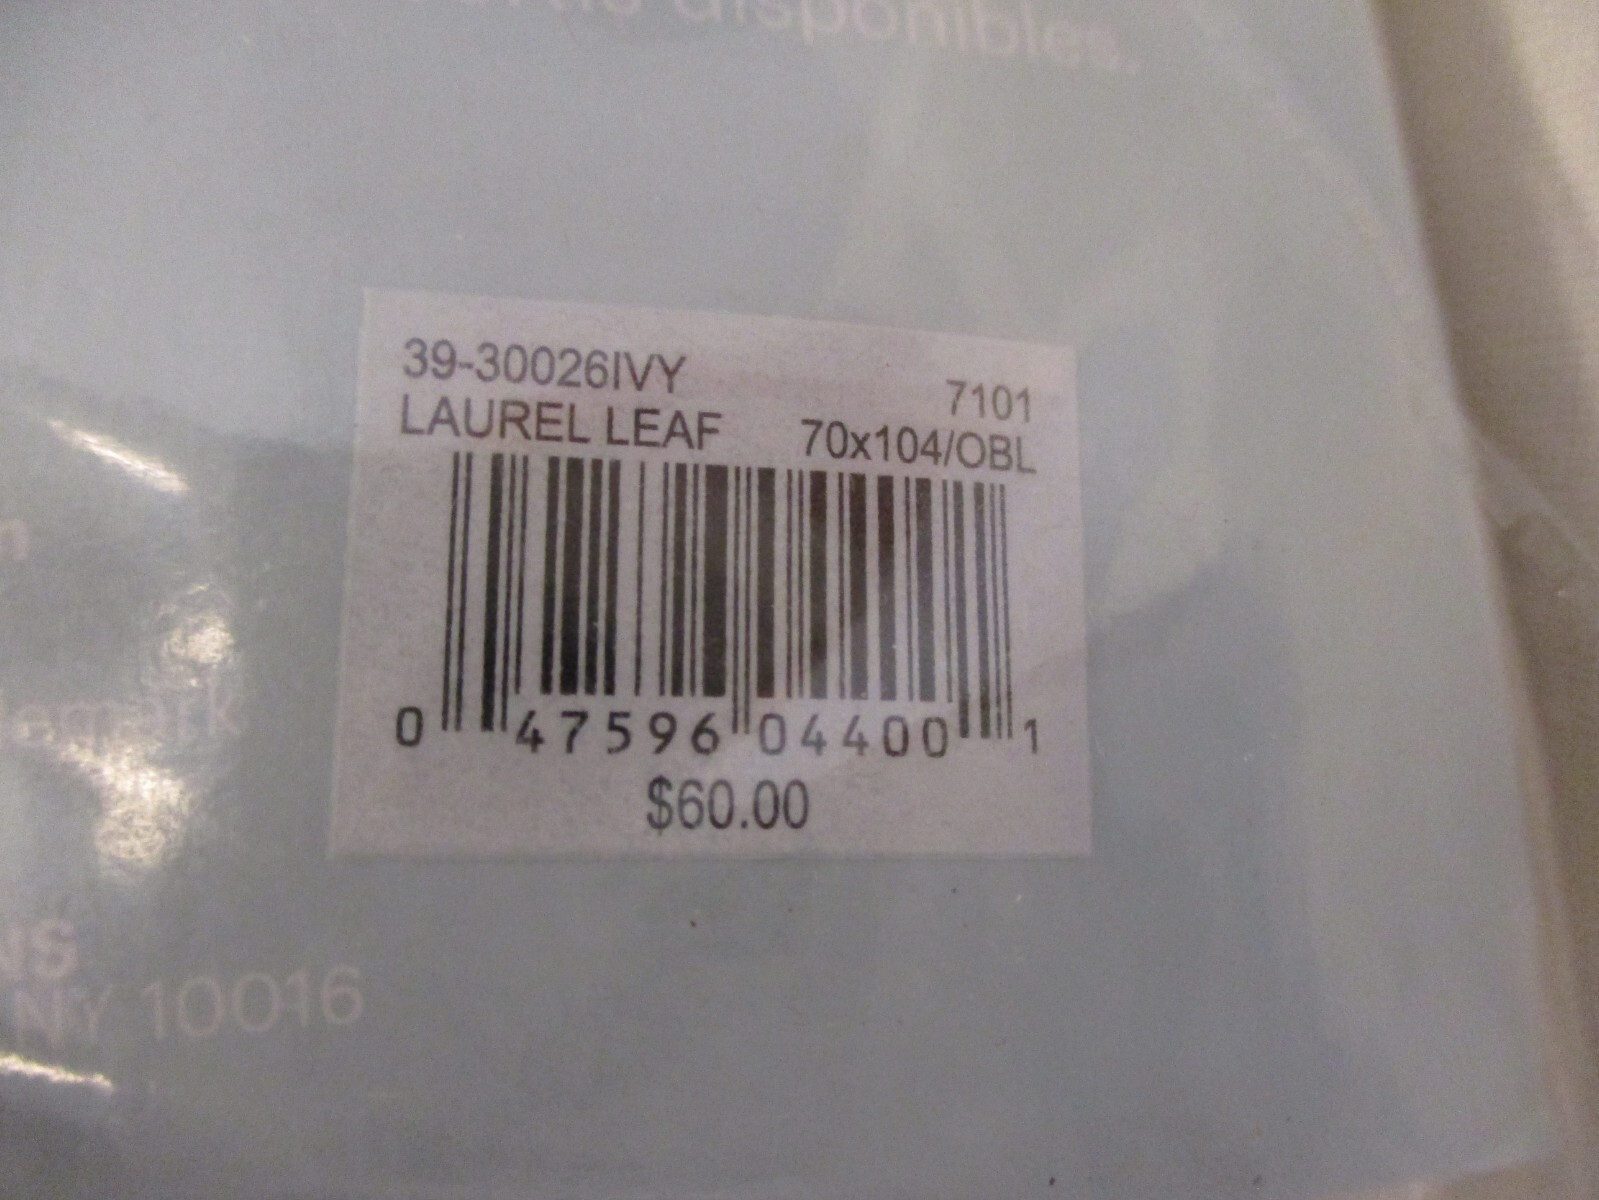 disponibles.
39-30026IVY 7101
LAUREL LEAF 70x104/OBL
0 47596 04400 1
$60.00
NY 10016